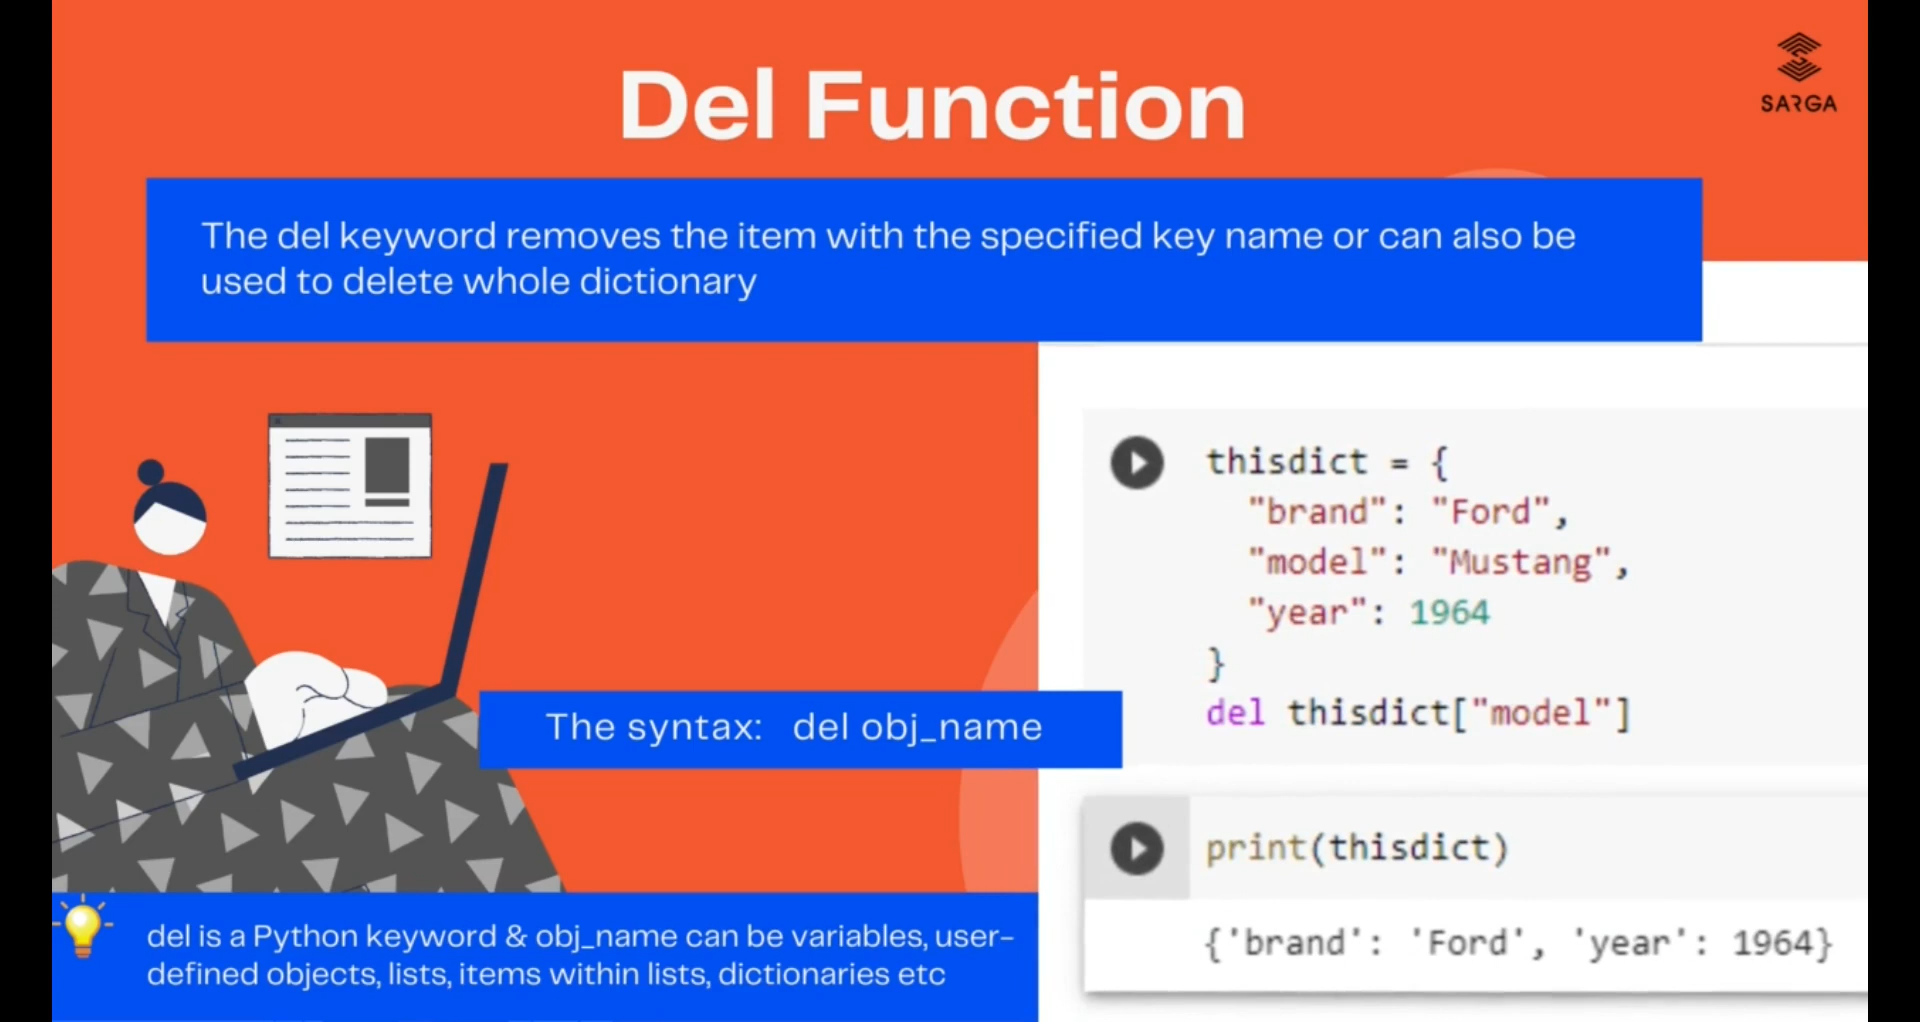 Del Function
SARGA
The del keyword removes the item with the specified key name or can also be
used to delete whole dictionary
thisdict = {
"brand": "Ford",
"model": "Mustang",
"year": 1964
}
del thisdict["model"]
The syntax: del obj_name
print(thisdict)
{'brand': 'Ford', 'year': 1964}
del is a Python keyword & obj_name can be variables, user-
defined objects, lists, items within lists, dictionaries etc